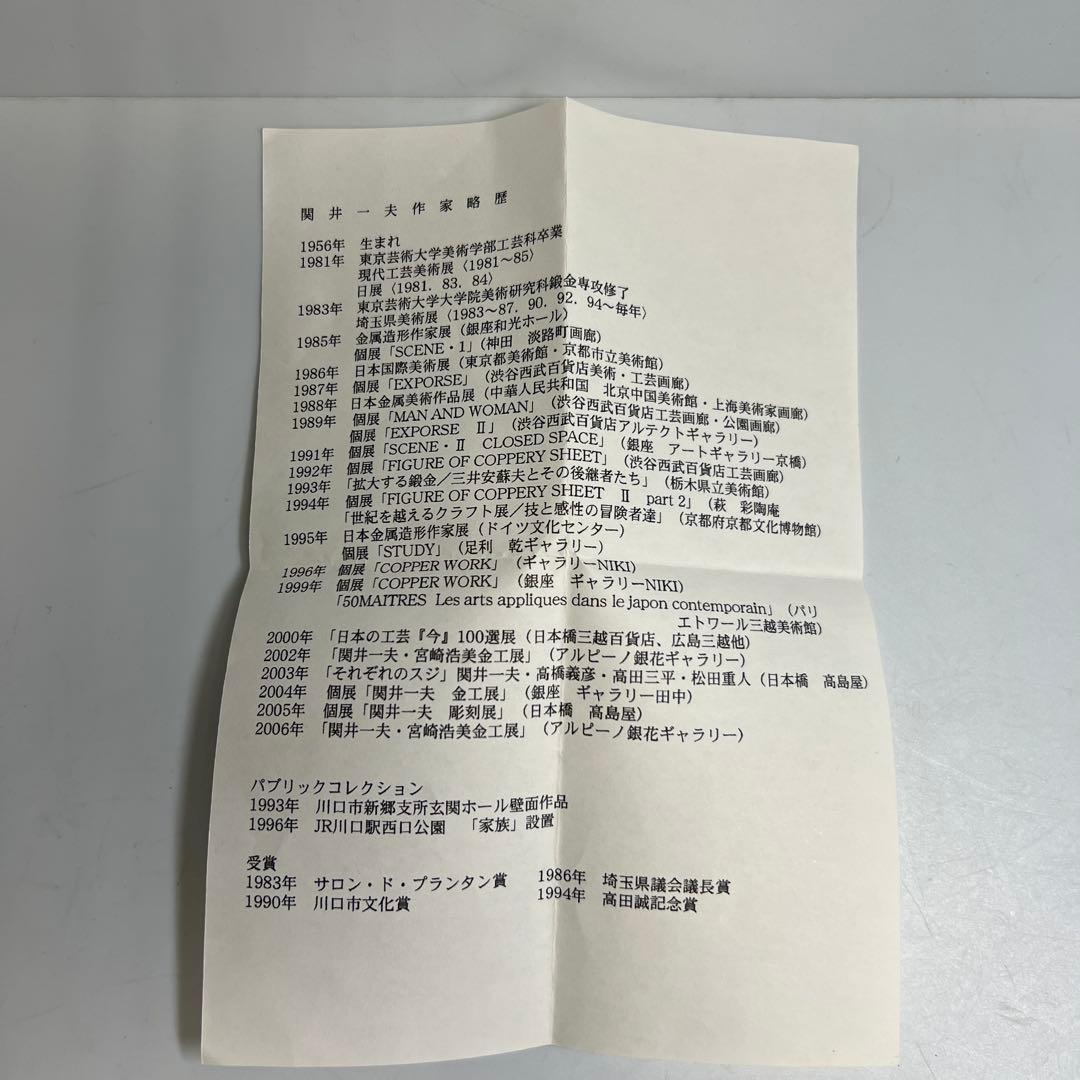 関井一夫作家略歴
1956年 生まれ
1981年 東京芸術大学美術学部工芸科卒業
現代工芸美術展〈1981～85〉
日展〈1981. 83. 84〉
1983年 東京芸術大学大学院美術研究科鍛金専攻修了
埼玉県美術展〈1983～87. 90. 92. 94～毎年〉
1985年 金属造形作家展（銀座和光ホール）
個展「SCENE・1」（神田 淡路町画廊）
1986年 日本国際美術展（東京都美術館・京都市立美術館）
1987年 個展「EXPORSE」（渋谷西武百貨店美術・工芸画廊）
1988年 日本金属美術作品展（中華人民共和国 北京中国美術館・上海美術家画廊）
1989年 個展「MAN AND WOMAN」（渋谷西武百貨店工芸画廊・公園画廊）
個展「EXPORSE Ⅱ」（渋谷西武百貨店アルテクトギャラリー）
1991年 個展「SCENE・Ⅱ CLOSED SPACE」（銀座 アートギャラリー京橋）
1992年 個展「FIGURE OF COPPERY SHEET」（渋谷西武百貨店工芸画廊）
1993年 「拡大する鍛金／三井安蘇夫とその後継者たち」（栃木県立美術館）
1994年 個展「FIGURE OF COPPERY SHEET Ⅱ part 2」（萩 彩陶庵
「世紀を越えるクラフト展／技と感性の冒険者達」（京都府京都文化博物館）
1995年 日本金属造形作家展（ドイツ文化センター）
個展「STUDY」（足利 乾ギャラリー）
1996年 個展「COPPER WORK」（ギャラリーNIKI）
1999年 個展「COPPER WORK」（銀座 ギャラリーNIKI）
「50MAITRES Les arts appliques dans le japon contemporain」（パリ
エトワール三越美術館）
2000年 「日本の工芸『今』100選展（日本橋三越百貨店、広島三越他）
2002年 「関井一夫・宮崎浩美金工展」（アルピーノ銀花ギャラリー）
2003年 「それぞれのスジ」関井一夫・高橋義彦・高田三平・松田重人（日本橋 高島屋）
2004年 個展「関井一夫 金工展」（銀座 ギャラリー田中）
2005年 個展「関井一夫 彫刻展」（日本橋 高島屋）
2006年 「関井一夫・宮崎浩美金工展」（アルピーノ銀花ギャラリー）
パブリックコレクション
1993年 川口市新郷支所玄関ホール壁面作品
1996年 JR川口駅西口公園 「家族」設置
受賞
1983年 サロン・ド・プランタン賞 1986年 埼玉県議会議長賞
1990年 川口市文化賞 1994年 高田誠記念賞